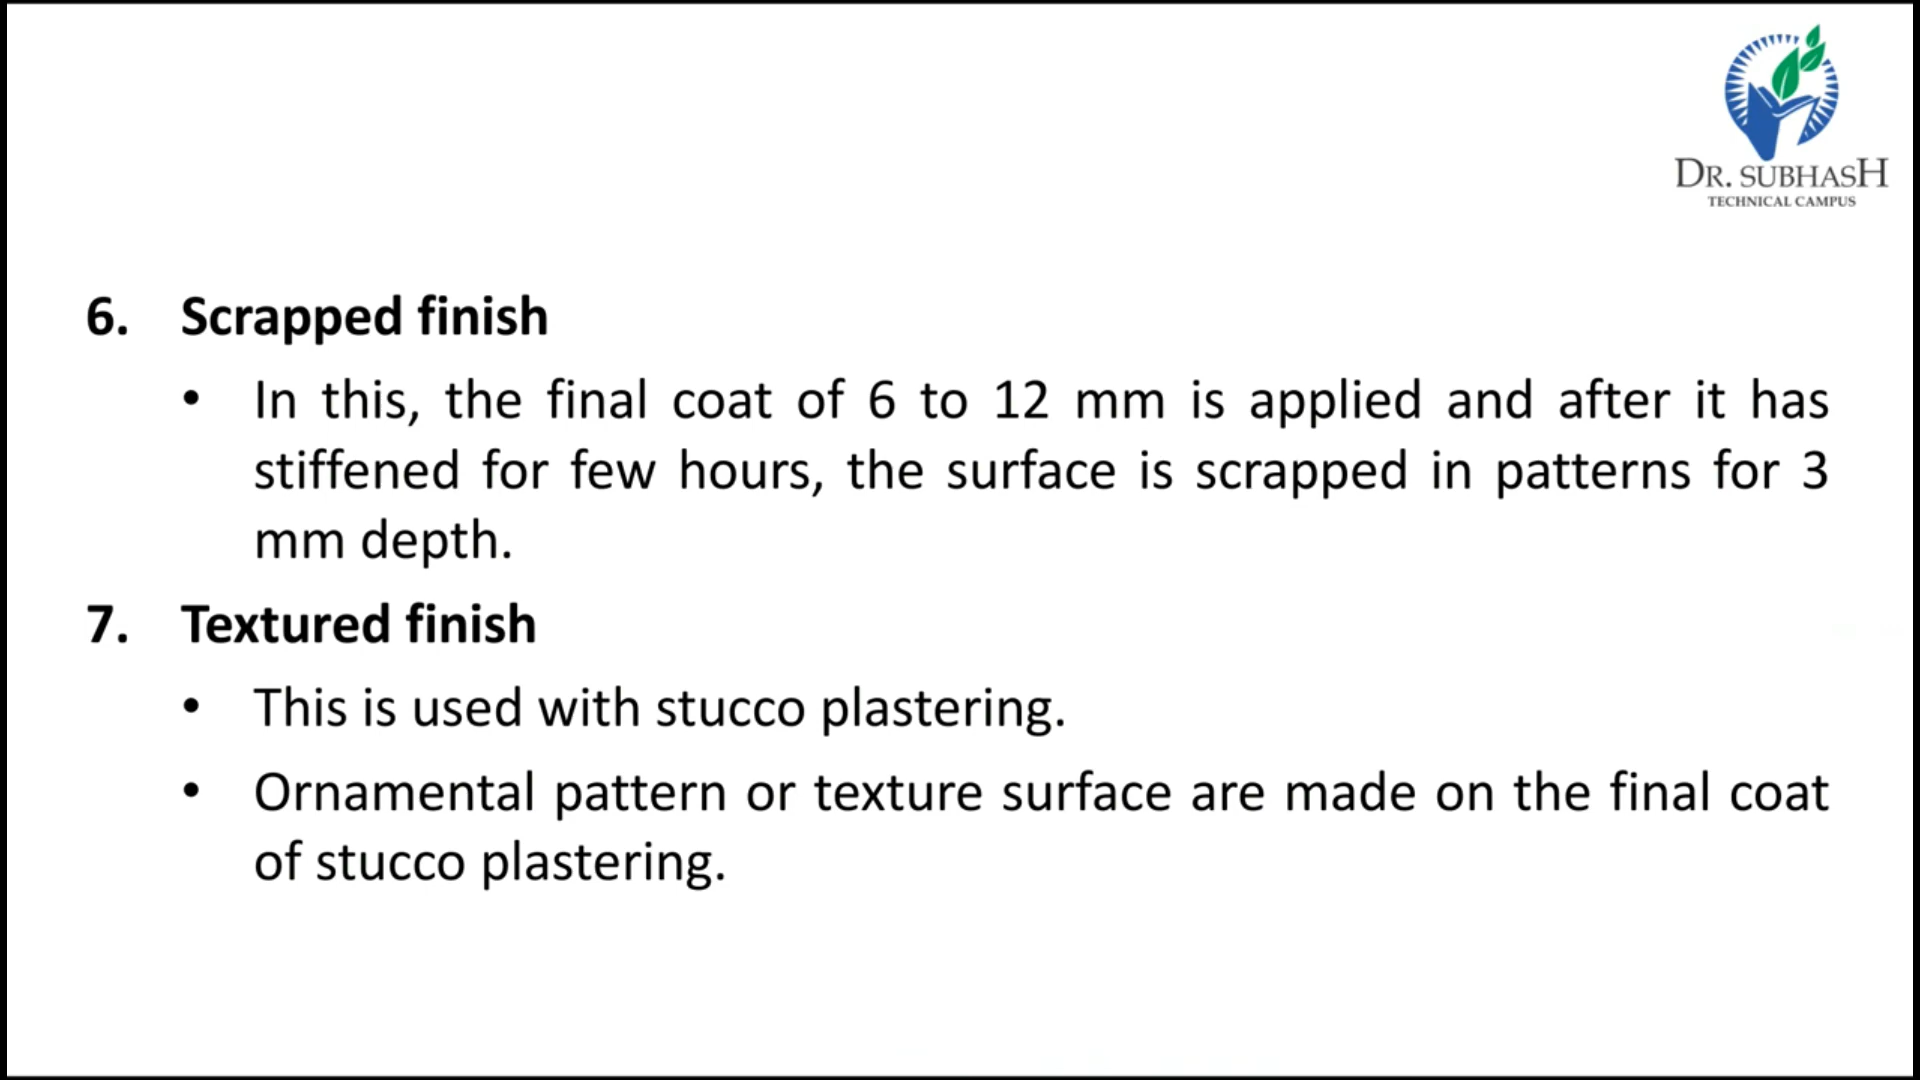 DR. SUBHASH
TECHNICAL CAMPUS
6. Scrapped finish
• In this, the final coat of 6 to 12 mm is applied and after it has
stiffened for few hours, the surface is scrapped in patterns for 3
mm depth.
7. Textured finish
• This is used with stucco plastering.
• Ornamental pattern or texture surface are made on the final coat
of stucco plastering.